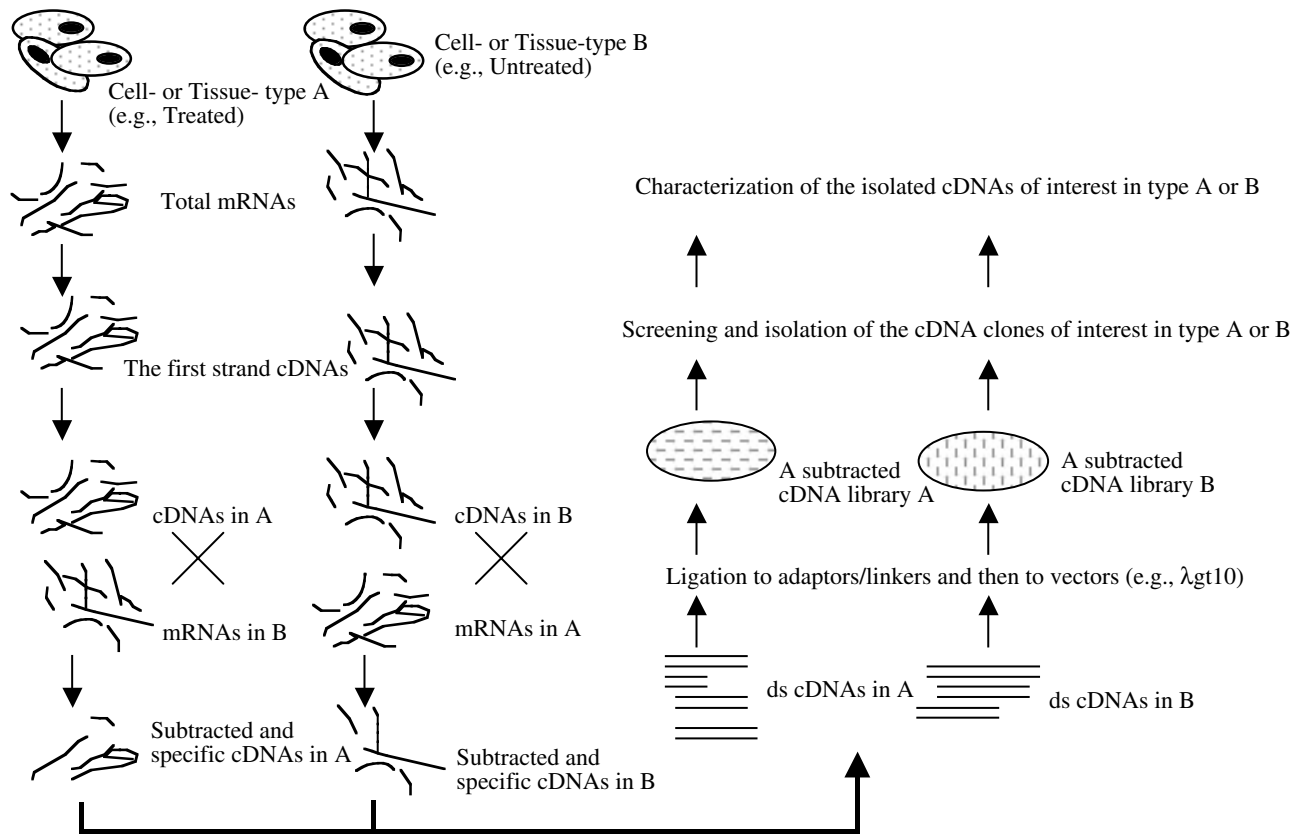 Cell- or Tissue- type A
(e.g., Treated)
Cell- or Tissue-type B
(e.g., Untreated)
Total mRNAs
The first strand cDNAs
cDNAs in A
mRNAs in B
cDNAs in B
mRNAs in A
Subtracted and
specific cDNAs in A
Subtracted and
specific cDNAs in B
Characterization of the isolated cDNAs of interest in type A or B
Screening and isolation of the cDNA clones of interest in type A or B
A subtracted
cDNA library A
A subtracted
cDNA library B
Ligation to adaptors/linkers and then to vectors (e.g., λgt10)
ds cDNAs in A
ds cDNAs in B